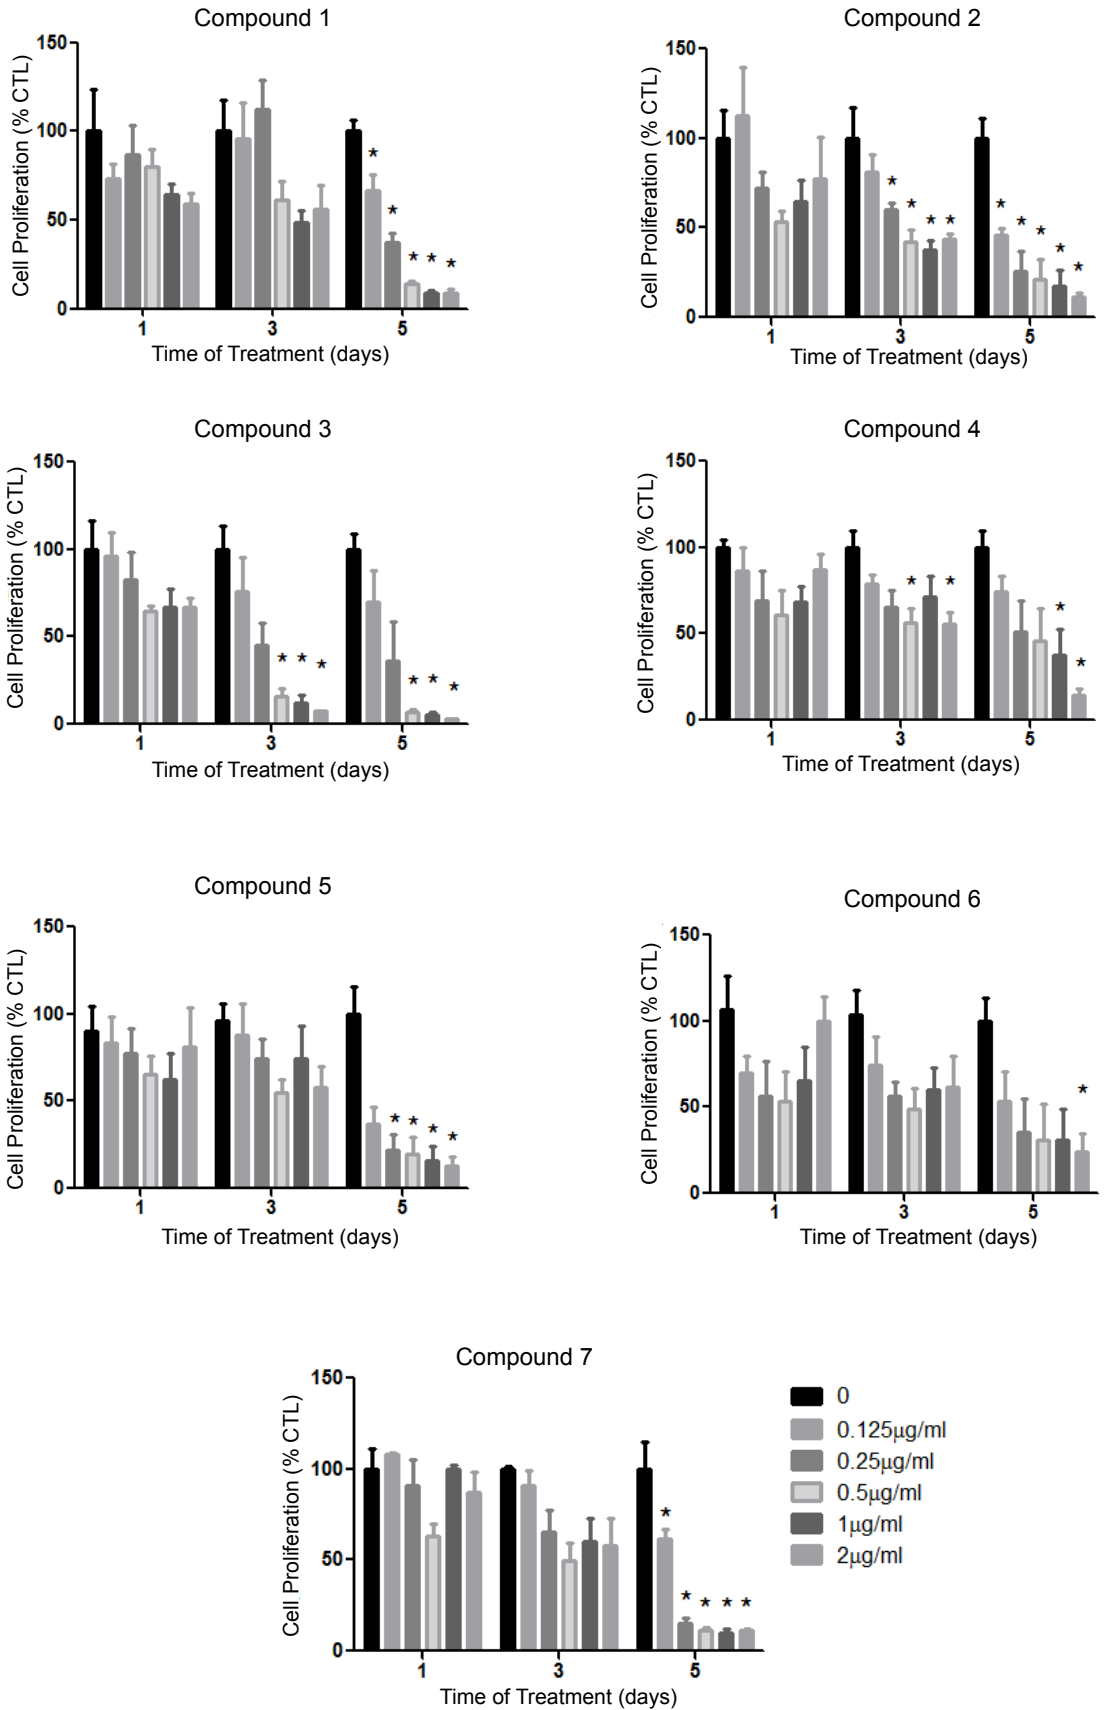 Compound 1
Cell Proliferation (% CTL)
150
100
50
0
1
3
5
* * * * *
Time of Treatment (days)
Compound 2
Cell Proliferation (% CTL)
150
100
50
0
1
3
5
* * * *
* * * * *
Time of Treatment (days)
Compound 3
Cell Proliferation (% CTL)
150
100
50
0
1
3
5
* * *
* * *
Time of Treatment (days)
Compound 4
Cell Proliferation (% CTL)
150
100
50
0
1
3
5
* *
* *
Time of Treatment (days)
Compound 5
Cell Proliferation (% CTL)
150
100
50
0
1
3
5
* * * *
Time of Treatment (days)
Compound 6
Cell Proliferation (% CTL)
150
100
50
0
1
3
5
*
Time of Treatment (days)
Compound 7
Cell Proliferation (% CTL)
150
100
50
0
1
3
5
* * * * *
Time of Treatment (days)
0
0.125µg/ml
0.25µg/ml
0.5µg/ml
1µg/ml
2µg/ml